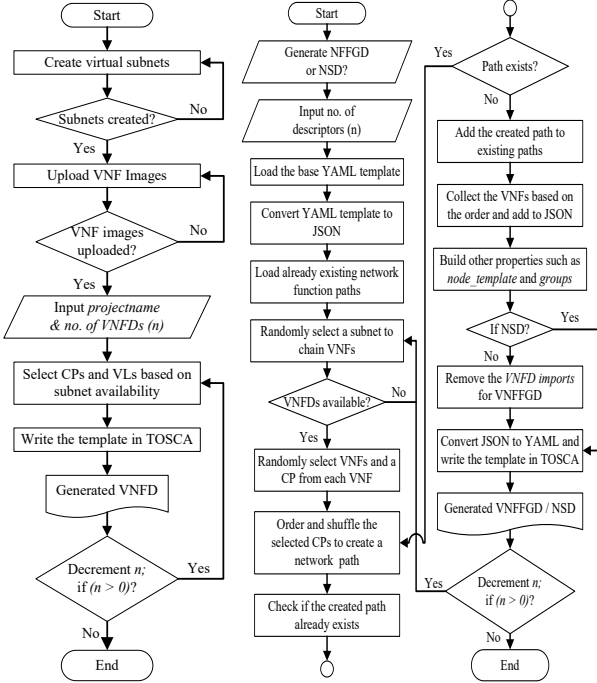 Start
Create virtual subnets
Subnets created?
No
Yes
Upload VNF Images
VNF images
uploaded?
No
Yes
Input projectname
& no. of VNFDs (n)
Select CPs and VLs based on
subnet availability
Write the template in TOSCA
Generated VNFD
Decrement n;
if (n > 0)?
Yes
No
End
Start
Generate NFFGD
or NSD?
Input no. of
descriptors (n)
Load the base YAML template
Convert YAML template to
JSON
Load already existing network
function paths
Randomly select a subnet to
chain VNFs
VNFDs available?
No
Yes
Randomly select VNFs and a
CP from each VNF
Order and shuffle the
selected CPs to create a
network path
Check if the created path
already exists
Yes
Path exists?
No
Add the created path to
existing paths
Collect the VNFs based on
the order and add to JSON
Build other properties such as
node_template and groups
If NSD?
Yes
No
Remove the VNFD imports
for VNFFGD
Convert JSON to YAML and
write the template in TOSCA
Generated VNFFGD / NSD
Decrement n;
if (n > 0)?
Yes
No
End